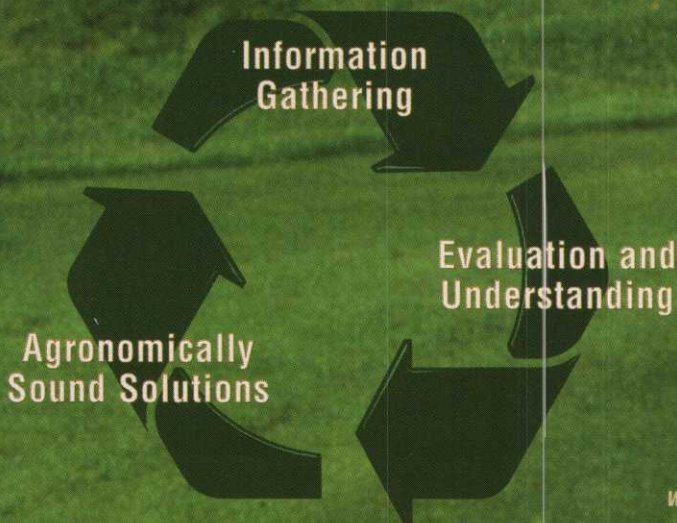 Information
Gathering
Evaluation and
Understanding
Agronomically
Sound Solutions